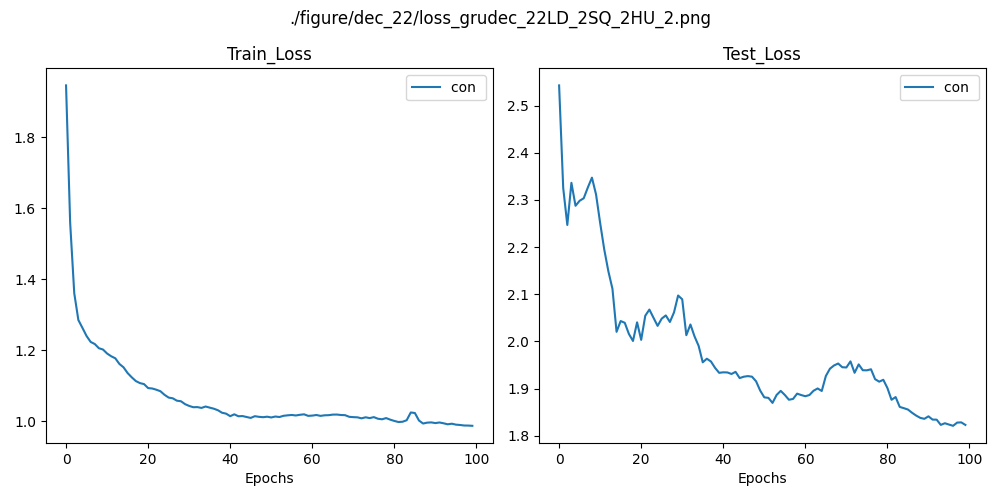 ./figure/dec_22/loss_grudec_22LD_2SQ_2HU_2.png
Train_Loss
con
1.8
1.6
1.4
1.2
1.0
0 20 40 60 80 100
Epochs
Test_Loss
con
2.5
2.4
2.3
2.2
2.1
2.0
1.9
1.8
0 20 40 60 80 100
Epochs